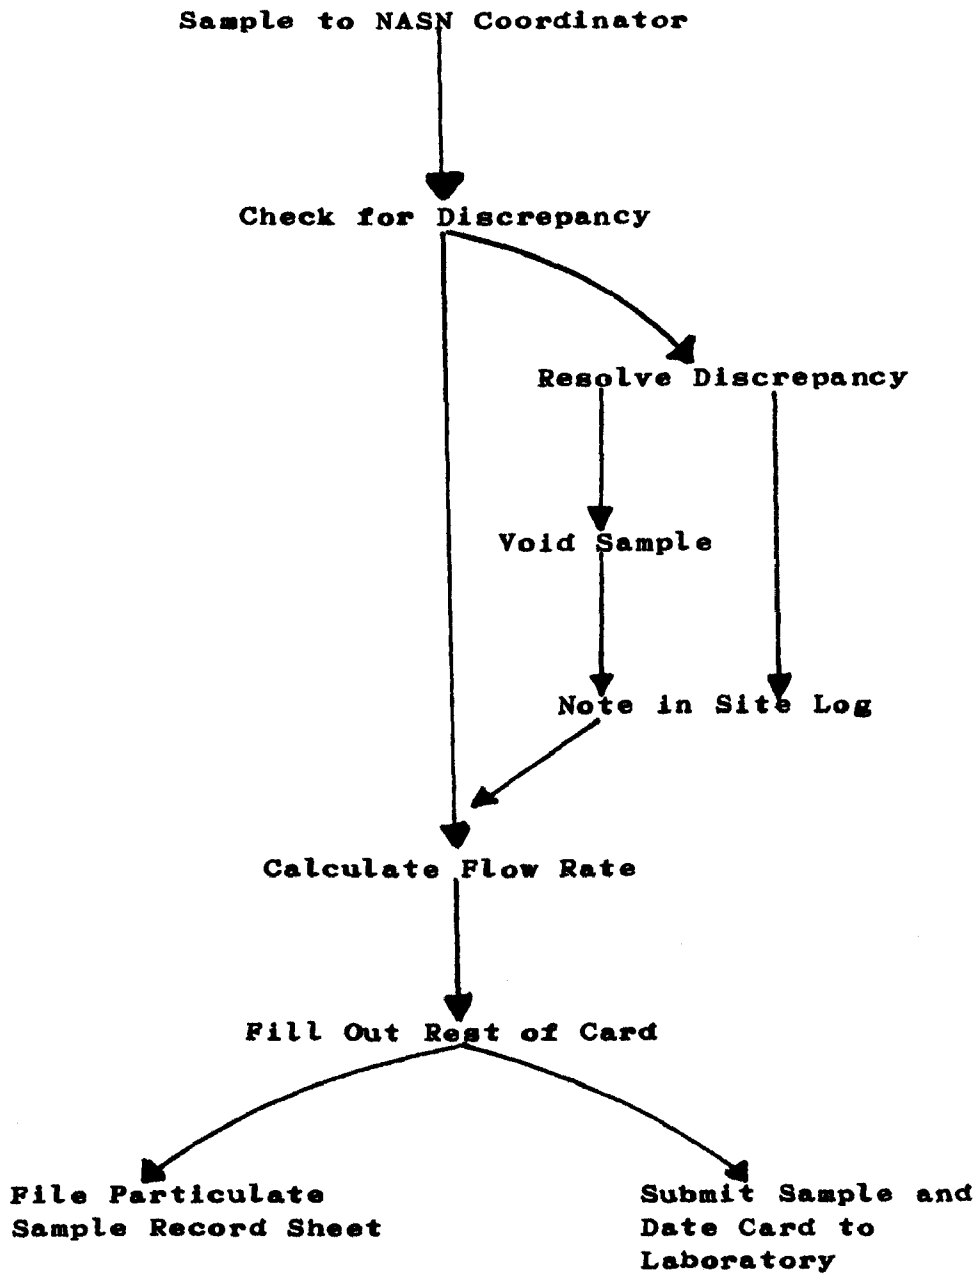 Sample to NASN Coordinator
Check for Discrepancy
Resolve Discrepancy
Void Sample
Note in Site Log
Calculate Flow Rate
Fill Out Rest of Card
File Particulate
Sample Record Sheet
Submit Sample and
Date Card to
Laboratory